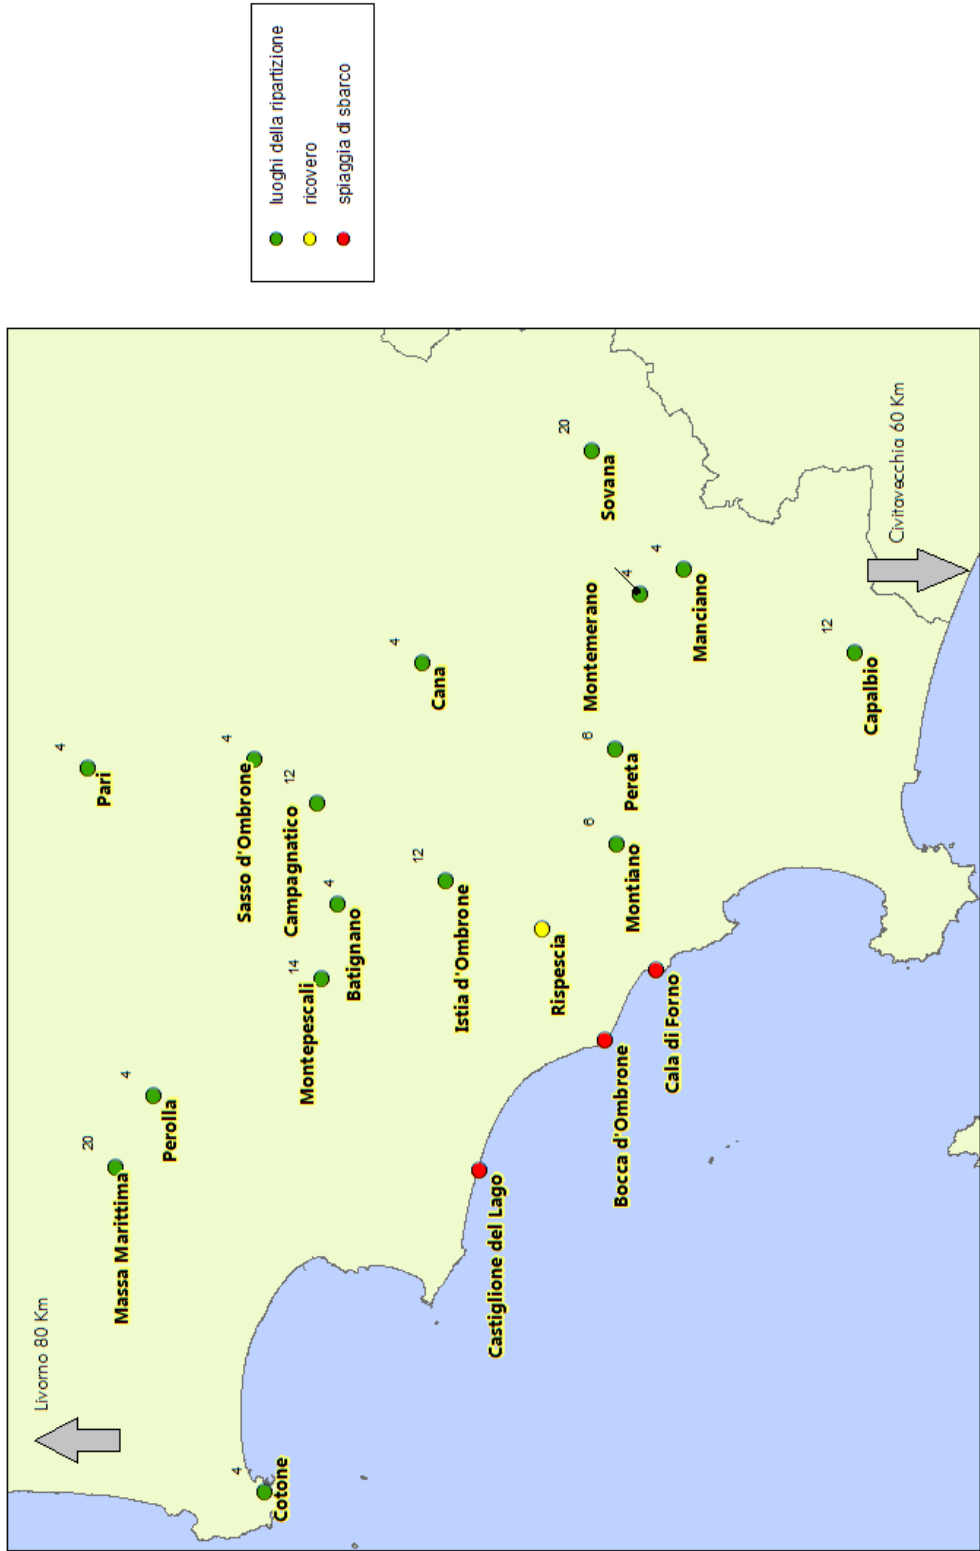 Livorno 80 Km
Pari
4
Massa Marittima
20
Perolla
4
Cotone
4
Sasso d'Ombrone
4
Campagnatico
12
Montepescali
14
Batignano
4
Cana
4
Istia d'Ombrone
12
Castiglione del Lago
Rispescia
Bocca d'Ombrone
Cala di Forno
Montiano
6
Pereta
6
Montemerano
4
Sovana
20
Manciano
4
Capalbio
12
Civitavecchia 60 Km
luoghi della ripartizione
ricovero
spiaggia di sbarco